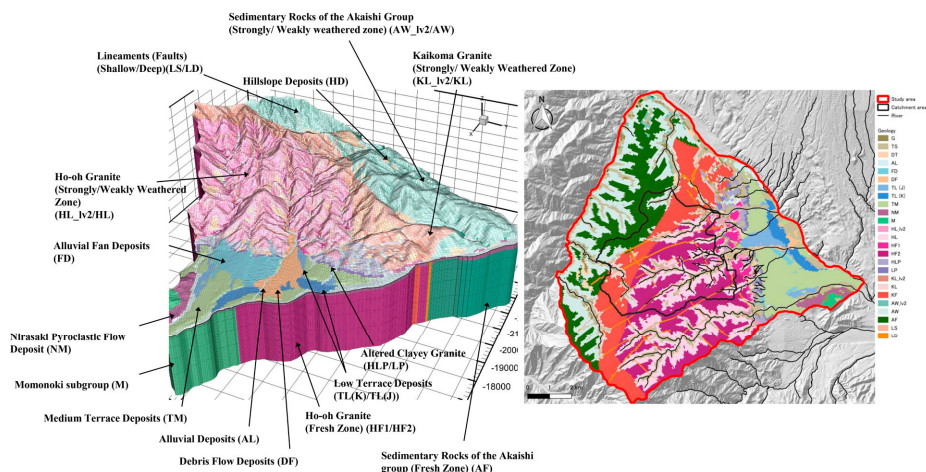 Sedimentary Rocks of the Akaishi Group
(Strongly/ Weakly weathered zone) (AW_lv2/AW)
Lineaments (Faults)
(Shallow/Deep)(LS/LD)
Hillslope Deposits (HD)
Kaikoma Granite
(Strongly/ Weakly Weathered Zone)
(KL_lv2/KL)
Ho-oh Granite
(Strongly/Weakly Weathered
Zone)
(HL_lv2/HL)
Alluvial Fan Deposits
(FD)
Nirasaki Pyroclastic Flow
Deposit (NM)
Momonoki subgroup (M)
Medium Terrace Deposits (TM)
Alluvial Deposits (AL)
Debris Flow Deposits (DF)
Ho-oh Granite
(Fresh Zone) (HF1/HF2)
Low Terrace Deposits
(TL(K)/TL(J))
Altered Clayey Granite
(HLP/LP)
Sedimentary Rocks of the Akaishi
group (Fresh Zone) (AF)
-21
-2000
-19000
-18000
N
0 1 2 km
Study area
Catchment area
River
Geology
G
TS
DT
AL
FD
DF
TL (J)
TL (K)
TM
NM
M
HL_lv2
HL
HF1
HF2
HLP
LP
KL_lv2
KL
KF
AW_lv2
AW
AF
LS